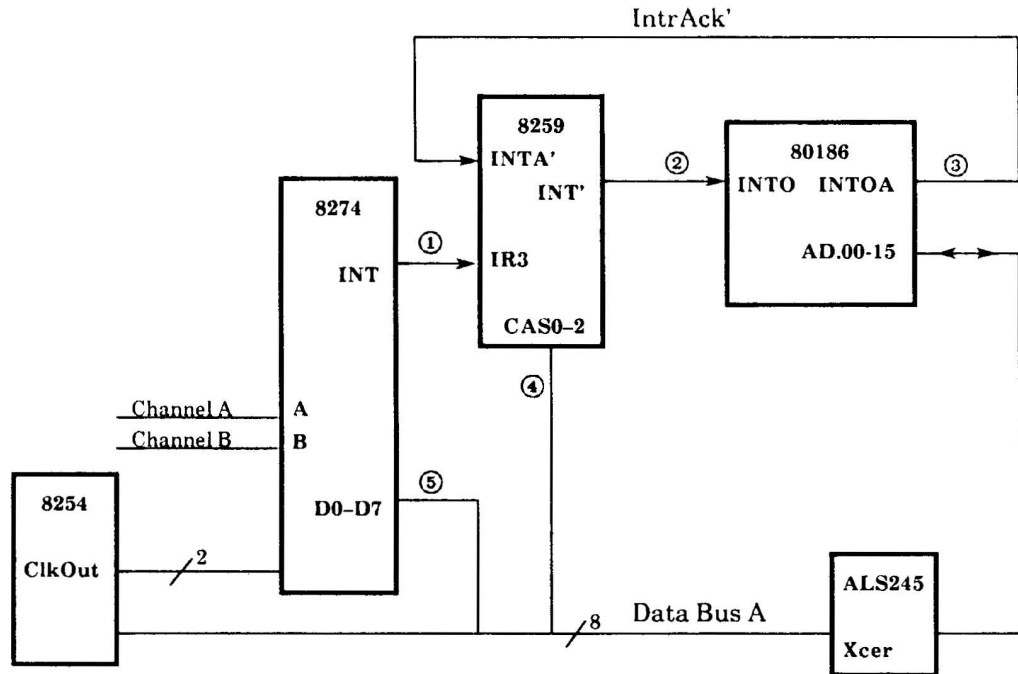 IntrAck'
8259
INTA'
INT'
IR3
CAS0–2
②
80186
INTO INTOA
AD.00-15
③
8274
INT
①
A
B
D0–D7
Channel A
Channel B
④
⑤
8254
ClkOut
2
8
Data Bus A
ALS245
Xcer